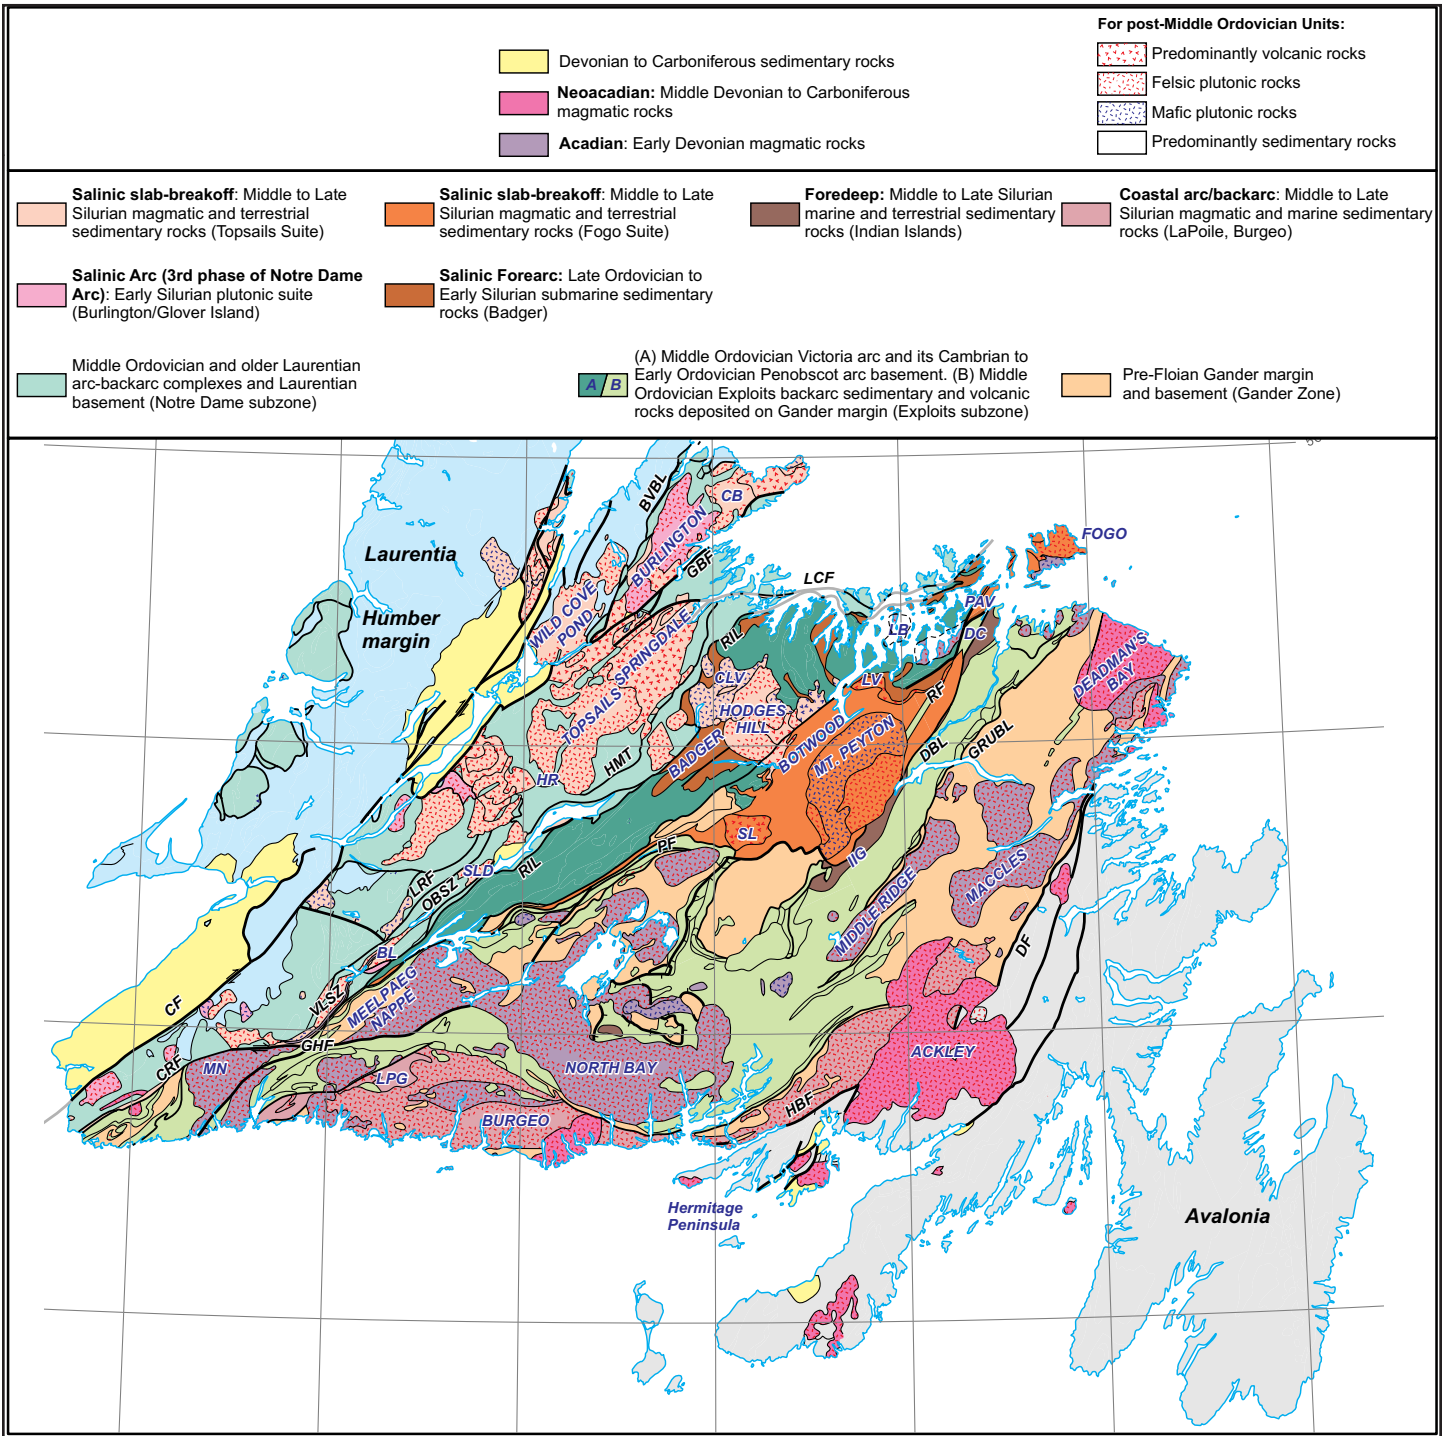 For post-Middle Ordovician Units:
Devonian to Carboniferous sedimentary rocks
Neoacadian: Middle Devonian to Carboniferous
magmatic rocks
Acadian: Early Devonian magmatic rocks
Predominantly volcanic rocks
Felsic plutonic rocks
Mafic plutonic rocks
Predominantly sedimentary rocks
Salinic slab-breakoff: Middle to Late
Silurian magmatic and terrestrial
sedimentary rocks (Topsails Suite)
Salinic slab-breakoff: Middle to Late
Silurian magmatic and terrestrial
sedimentary rocks (Fogo Suite)
Foredeep: Middle to Late Silurian
marine and terrestrial sedimentary
rocks (Indian Islands)
Coastal arc/backarc: Middle to Late
Silurian magmatic and marine sedimentary
rocks (LaPoile, Burgeo)
Salinic Arc (3rd phase of Notre Dame
Arc): Early Silurian plutonic suite
(Burlington/Glover Island)
Salinic Forearc: Late Ordovician to
Early Silurian submarine sedimentary
rocks (Badger)
Middle Ordovician and older Laurentian
arc-backarc complexes and Laurentian
basement (Notre Dame subzone)
A / B
(A) Middle Ordovician Victoria arc and its Cambrian to
Early Ordovician Penobscot arc basement. (B) Middle
Ordovician Exploits backarc sedimentary and volcanic
rocks deposited on Gander margin (Exploits subzone)
Pre-Floian Gander margin
and basement (Gander Zone)
BVBL
CB
BURLINGTON
GBF
Laurentia
Humber
margin
WILD COVE
POND
LCF
FOGO
PAV
LB
DC
RIL
SPRINGDALE
TOPSAILS
CLV
HODGES
HILL
LV
RF
DEADMAN'S
BAY
BOTWOOD
MT. PEYTON
DBL
GRUBL
BADGER
HMT
HR
SL
PF
IIG
SLD
RIL
LRF
OBSZ
MIDDLE RIDGE
MACCLES
DF
BL
MEELPAEG
NAPPE
VLSZ
CF
GHF
CRF
MN
LPG
NORTH BAY
ACKLEY
BURGEO
HBF
Hermitage
Peninsula
Avalonia